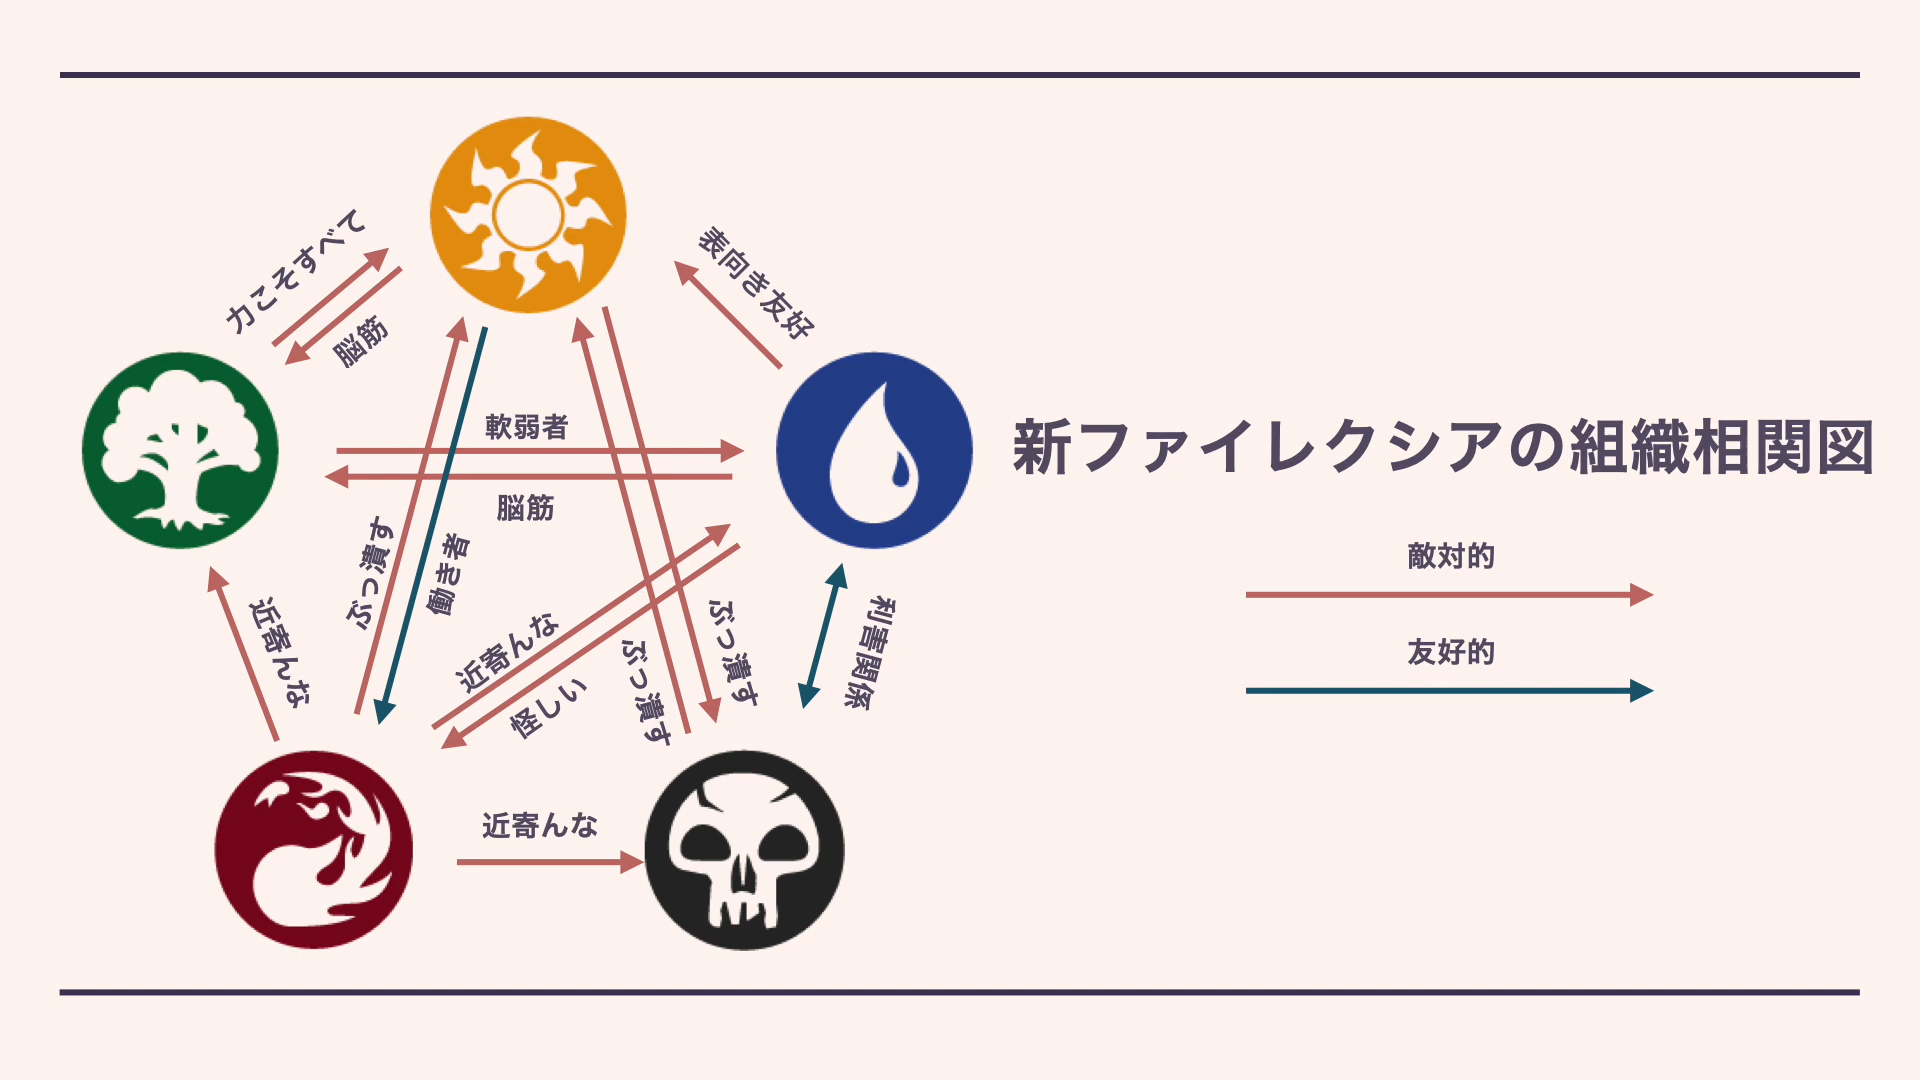 新ファイレクシアの組織相関図
敵対的
友好的
力こそすべて
脳筋
表向き友好
軟弱者
脳筋
ぶっ潰す
働き者
近寄んな
近寄んな
怪しい
ぶっ潰す
ぶっ潰す
利害関係
近寄んな